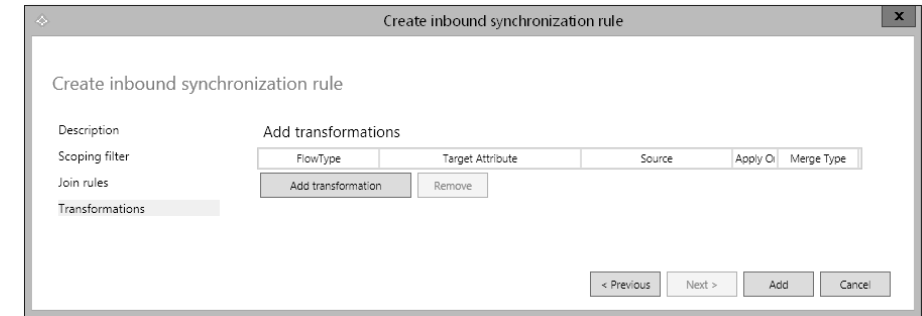 Create inbound synchronization rule
x
Create inbound synchronization rule
Description
Scoping filter
Join rules
Transformations
Add transformations
FlowType Target Attribute Source Apply O Merge Type
Add transformation Remove
< Previous Next > Add Cancel